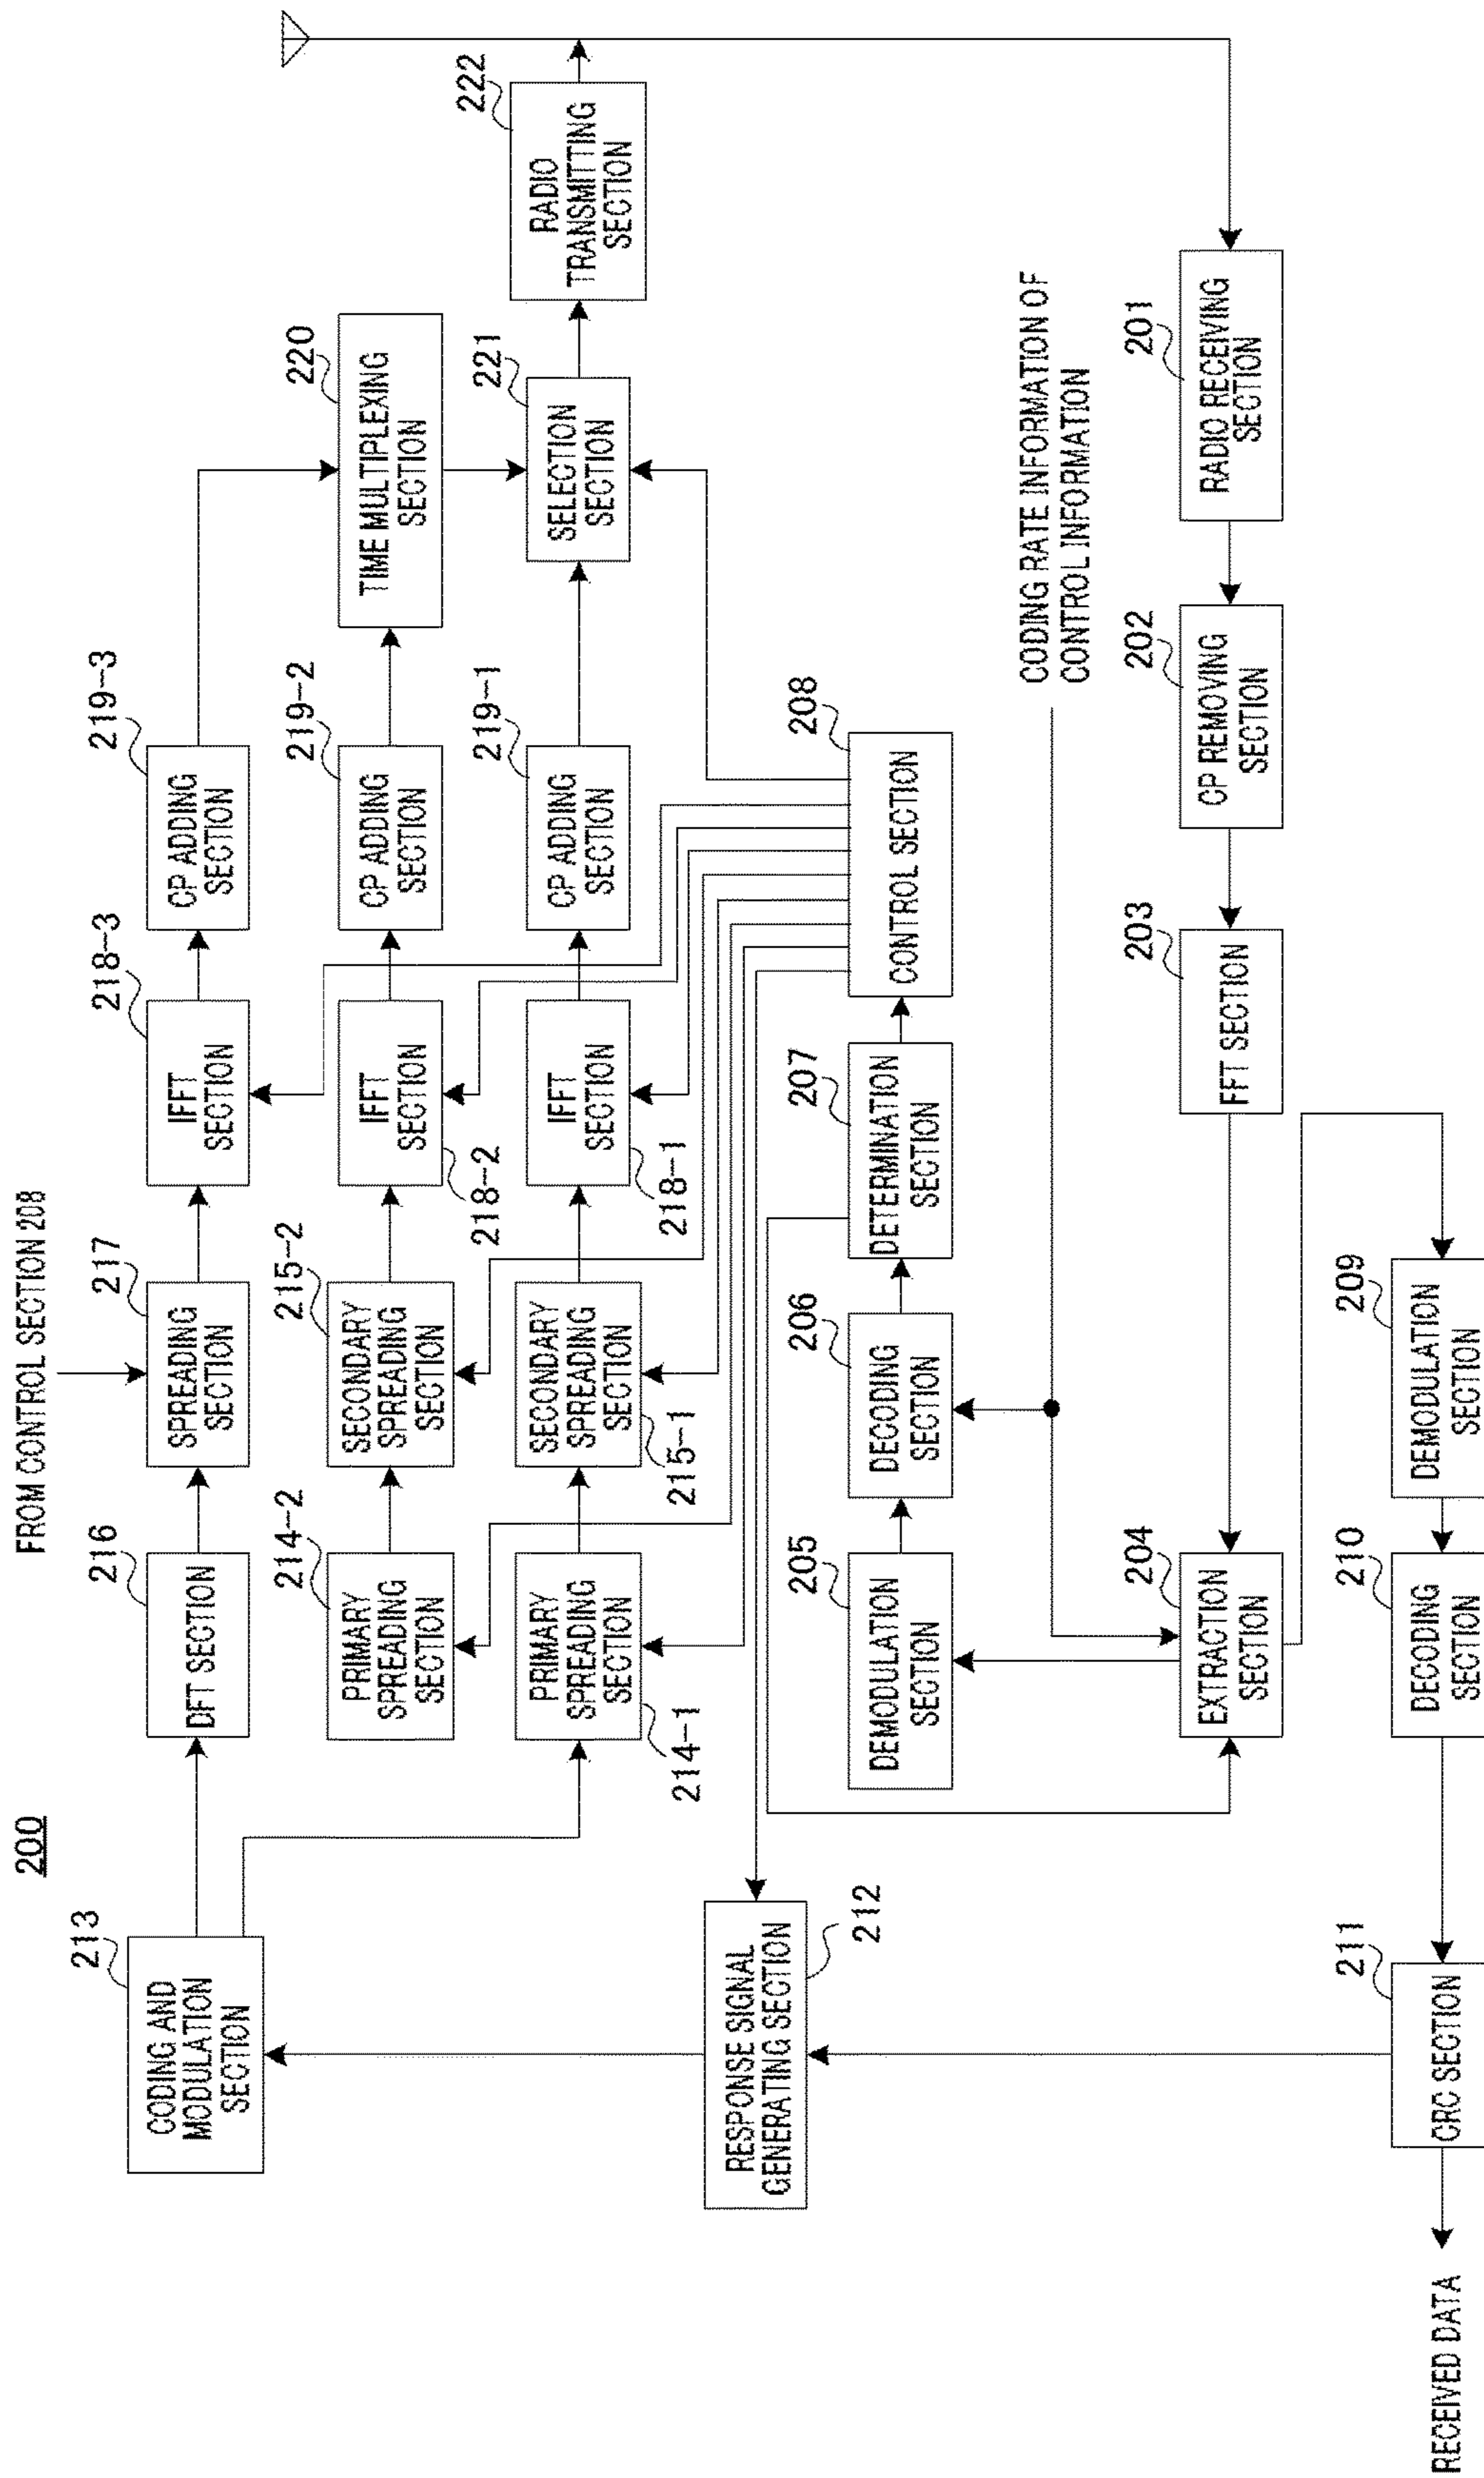 200
FROM CONTROL SECTION 208
213
CODING AND
MODULATION
SECTION
216
DFT SECTION
217
SPREADING
SECTION
218-3
IFFT
SECTION
219-3
CP ADDING
SECTION
214-2
PRIMARY
SPREADING
SECTION
215-2
SECONDARY
SPREADING
SECTION
IFFT
SECTION
218-2
219-2
CP ADDING
SECTION
220
TIME MULTIPLEXING
SECTION
PRIMARY
SPREADING
SECTION
214-1
SECONDARY
SPREADING
SECTION
215-1
IFFT
SECTION
218-1
219-1
CP ADDING
SECTION
221
SELECTION
SECTION
222
RADIO
TRANSMITTING
SECTION
RESPONSE SIGNAL
GENERATING SECTION
212
205
DEMODULATION
SECTION
206
DECODING
SECTION
207
DETERMINATION
SECTION
208
CONTROL SECTION
CODING RATE INFORMATION OF
CONTROL INFORMATION
204
EXTRACTION
SECTION
203
FFT SECTION
202
CP REMOVING
SECTION
201
RADIO RECEIVING
SECTION
211
CRC SECTION
210
DECODING
SECTION
209
DEMODULATION
SECTION
RECEIVED DATA